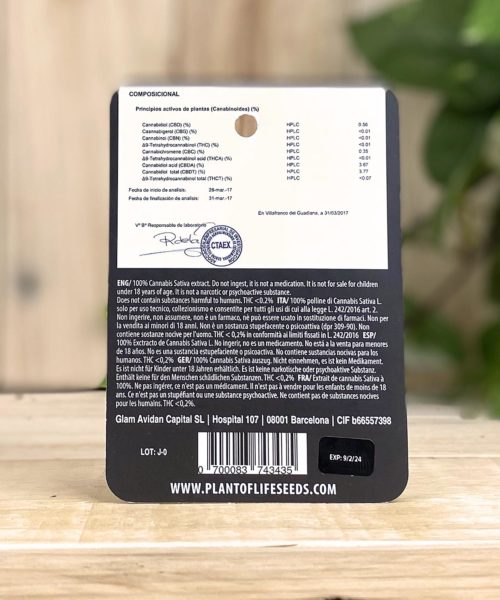 COMPOSICIONAL
Principios activos de plantas (Canabinoides) (%)
Cannabidiol (CBD) (%) HPLC 0.56
Cannabigerol (CBG) (%) HPLC <0.01
Cannabinol (CBN) (%) HPLC <0.01
Δ9-Tetrahydrocannabinol (THC) (%) HPLC <0.01
Cannabichromene (CBC) (%) HPLC 0.35
Δ9-Tetrahydrocannabinol acid (THCA) (%) HPLC <0.01
Cannabidiol acid (CBDA) (%) HPLC 3.67
Cannabidiol total (CBDT) (%) HPLC 3.77
Δ9-Tetrahydrocannabinol total (THCT) (%) HPLC <0.07
Fecha de inicio de analisis: 28-mar.-17
Fecha de finalización de analisis: 31-mar.-17
En Villafranco del Guadiana, a 31/03/2017
Vº Bº Responsable de laboratorio
CTAEX
ENG/ 100% Cannabis Sativa extract. Do not ingest, it is not a medication. It is not for sale for children
under 18 years of age. It is not a narcotic or psychoactive substance.
Does not contain substances harmful to humans. THC <0.2% ITA/ 100% polline di Cannabis Sativa L.
solo per uso tecnico, collezionismo e consentite per tutti gli usi di cui alla legge L. 242/2016 art. 2.
Non ingerire, non assumere, non è un farmaco, né può essere usato in sostituzione di farmaci. Non per
la vendita ai minori di 18 anni. Non è un sostanza stupefacente o psicoattiva (dpr 309-90). Non
contiene sostanze nocive per l'uomo. THC < 0,2% in conformità ai limiti fissati in L. 242/2016 ESP/
100% Extracto de Cannabis Sativa L. No ingerir, no es un medicamento. No está a la venta para menores
de 18 años. No es una sustancia estupefaciente o psicoactiva. No contiene sustancias nocivas para los
humanos. THC <0,2% GER/ 100% Cannabis Sativa auszug. Nicht einnehmen, es ist kein Medikament.
Es ist nicht für Kinder unter 18 Jahren erhältlich. Es ist keine narkotische oder psychoaktive Substanz.
Enthält keine für den Menschen schädlichen Substanzen. THC <0,2% FRA/ Extrait de cannabis Sativa à
100%. Ne pas ingérer, ce n'est pas un médicament. Il n'est pas à vendre pour les enfants de moins de 18
ans. Ce n'est pas un stupéfiant ou une substance psychoactive. Ne contient pas de substances nocives
pour les humains. THC <0,2%.
Glam Avidan Capital SL | Hospital 107 | 08001 Barcelona | CIF b66557398
LOT: J-0
0 700083 743435
EXP: 9/2/24
WWW.PLANTOFLIFESEEDS.COM